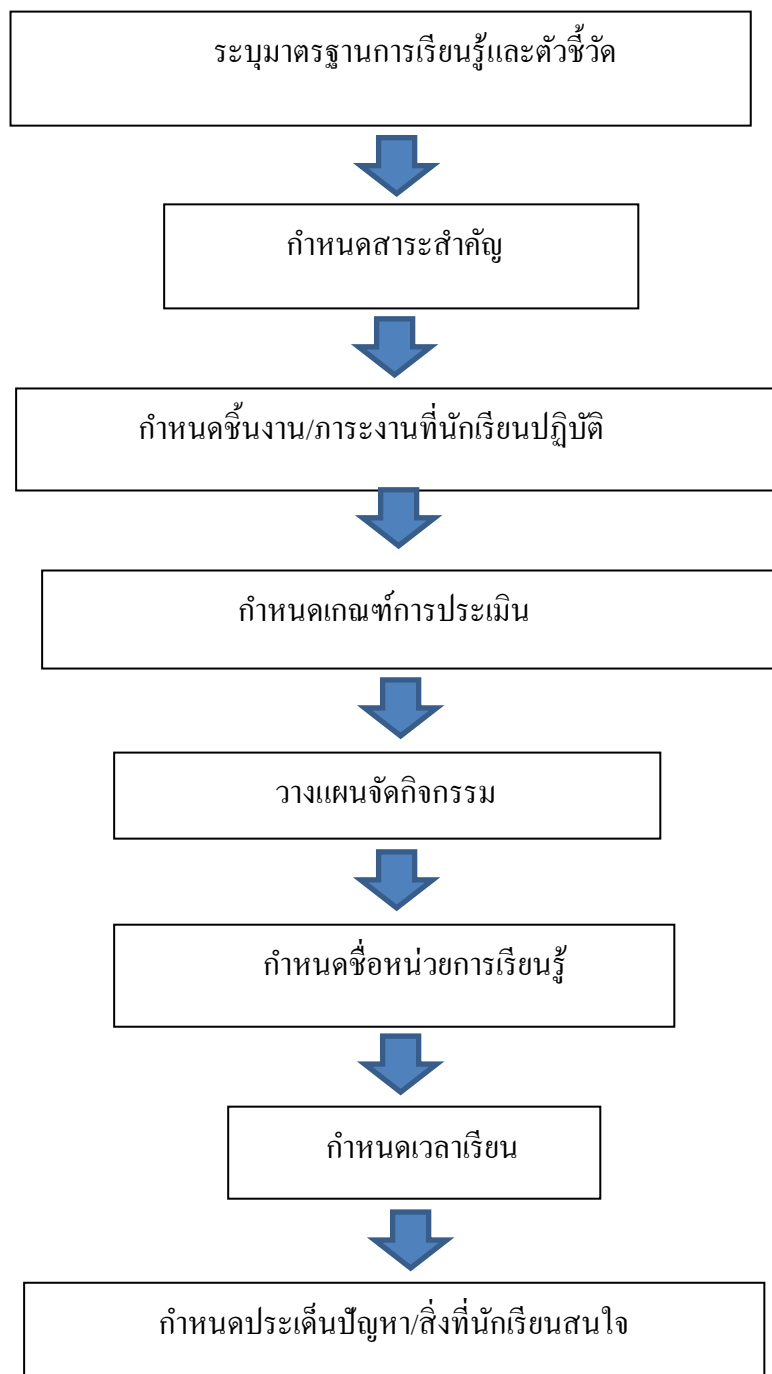 ระบุมาตรฐานการเรียนรู้และตัวชี้วัด
กำหนดสาระสำคัญ
กำหนดชิ้นงาน/ภาระงานที่นักเรียนปฏิบัติ
กำหนดเกณฑ์การประเมิน
วางแผนจัดกิจกรรม
กำหนดชื่อหน่วยการเรียนรู้
กำหนดเวลาเรียน
กำหนดประเด็นปัญหา/สิ่งที่นักเรียนสนใจ